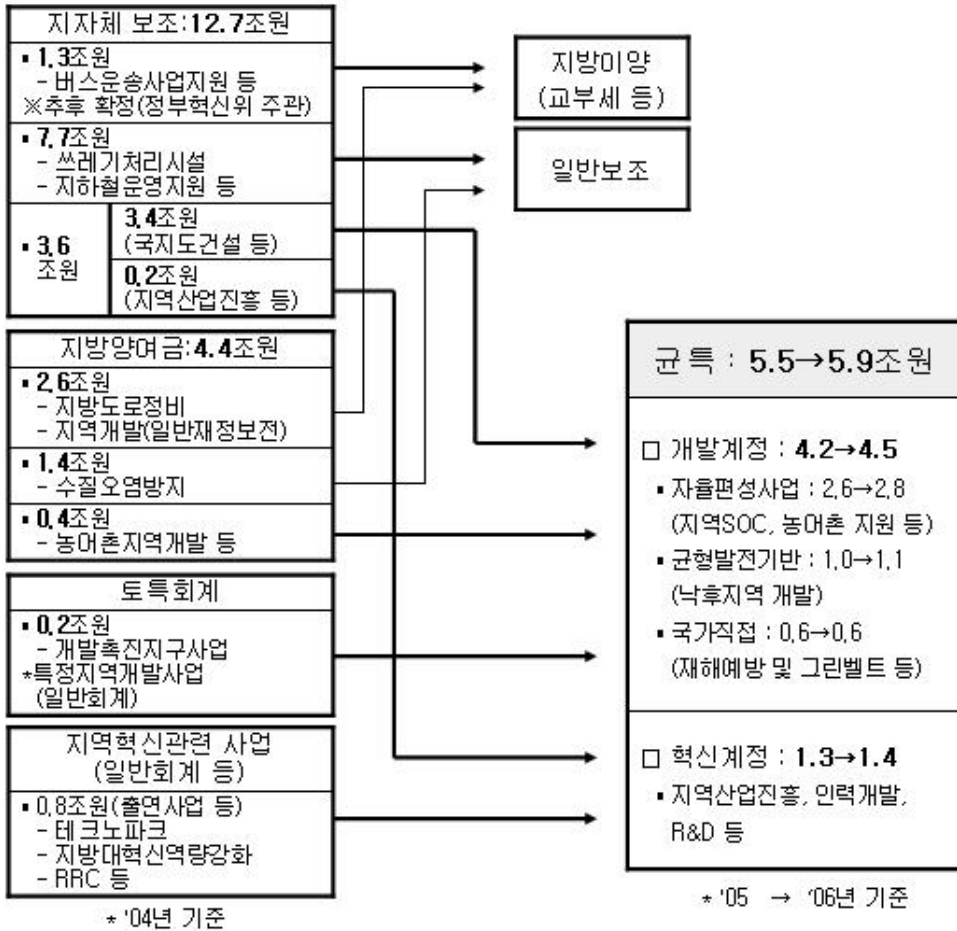 지자체 보조:12.7조원
▪ 1.3조원
- 버스운송사업지원 등
※추후 확정(정부혁신위 주관)
▪ 7.7조원
- 쓰레기처리시설
- 지하철운영지원 등
▪ 3.6
조원
3.4조원
(국지도건설 등)
0.2조원
(지역산업진흥 등)
지방양여금:4.4조원
▪ 2.6조원
- 지방도로정비
- 지역개발(일반재정보전)
▪ 1.4조원
- 수질오염방지
▪ 0.4조원
- 농어촌지역개발 등
토특회계
▪ 0.2조원
- 개발촉진지구사업
*특정지역개발사업
(일반회계)
지역혁신관련 사업
(일반회계 등)
▪ 0.8조원(출연사업 등)
- 테크노파크
- 지방대혁신역량강화
- RRC 등
* '04년 기준
지방이양
(교부세 등)
일반보조
균특 : 5.5→5.9조원
□ 개발계정 : 4.2→4.5
▪ 자율편성사업 : 2.6→2.8
(지역SOC, 농어촌 지원 등)
▪ 균형발전기반 : 1.0→1.1
(낙후지역 개발)
▪ 국가직접 : 0.6→0.6
(재해예방 및 그린벨트 등)
□ 혁신계정 : 1.3→1.4
▪ 지역산업진흥, 인력개발,
R&D 등
* '05 → '06년 기준